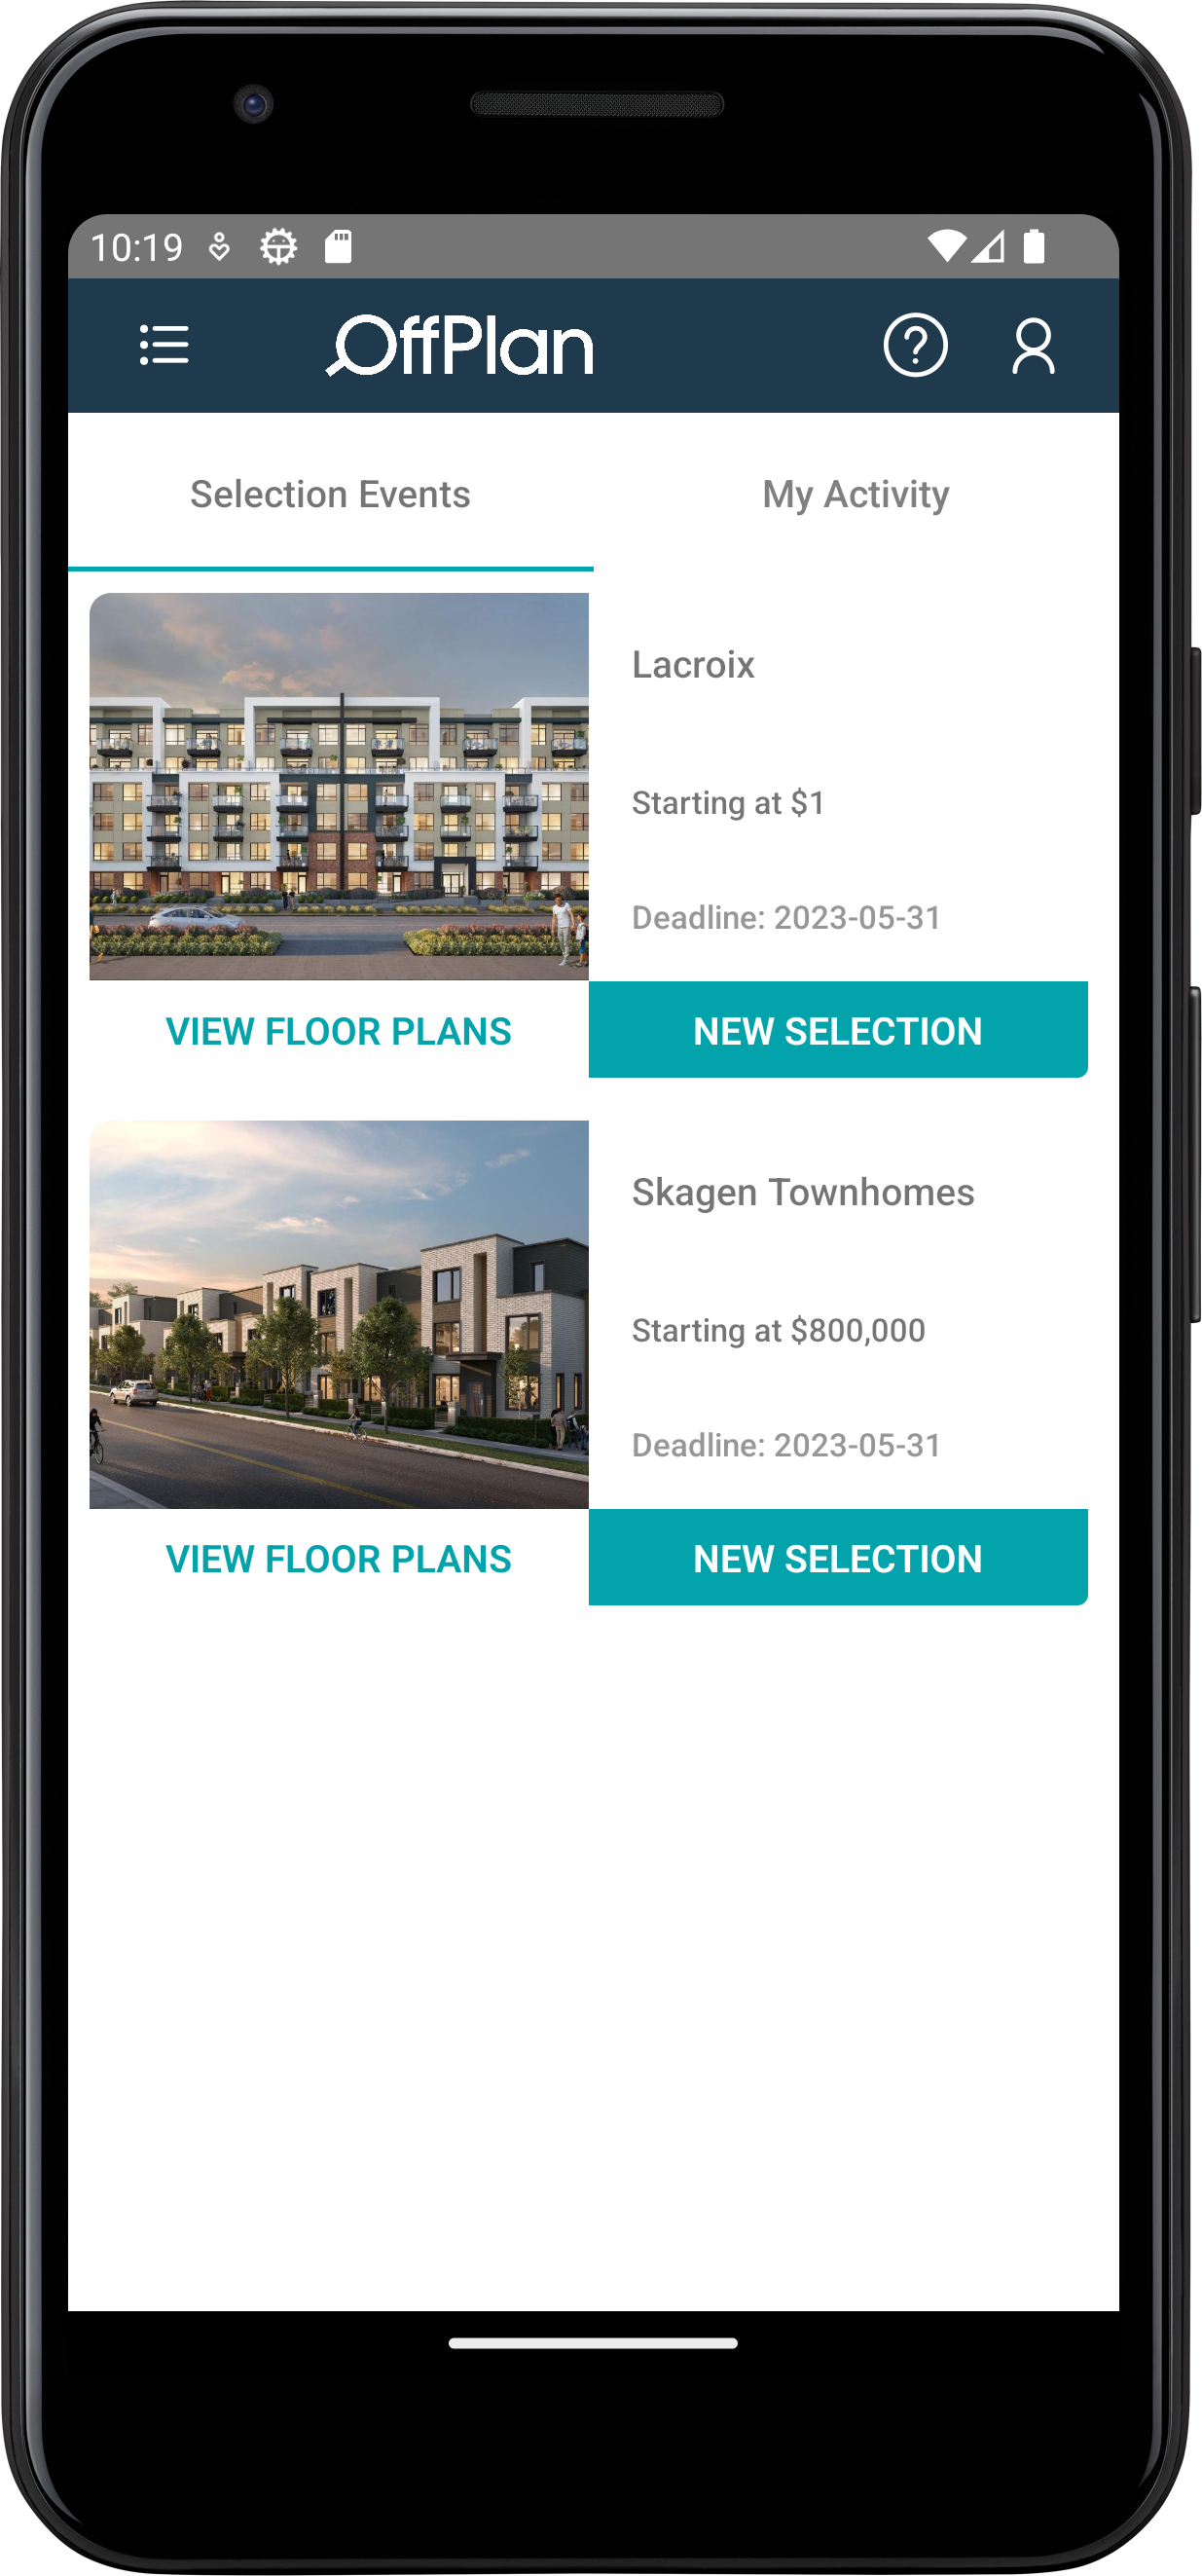 10:19
OffPlan
Selection Events
My Activity
Lacroix
Starting at $1
Deadline: 2023-05-31
VIEW FLOOR PLANS
NEW SELECTION
Skagen Townhomes
Starting at $800,000
Deadline: 2023-05-31
VIEW FLOOR PLANS
NEW SELECTION